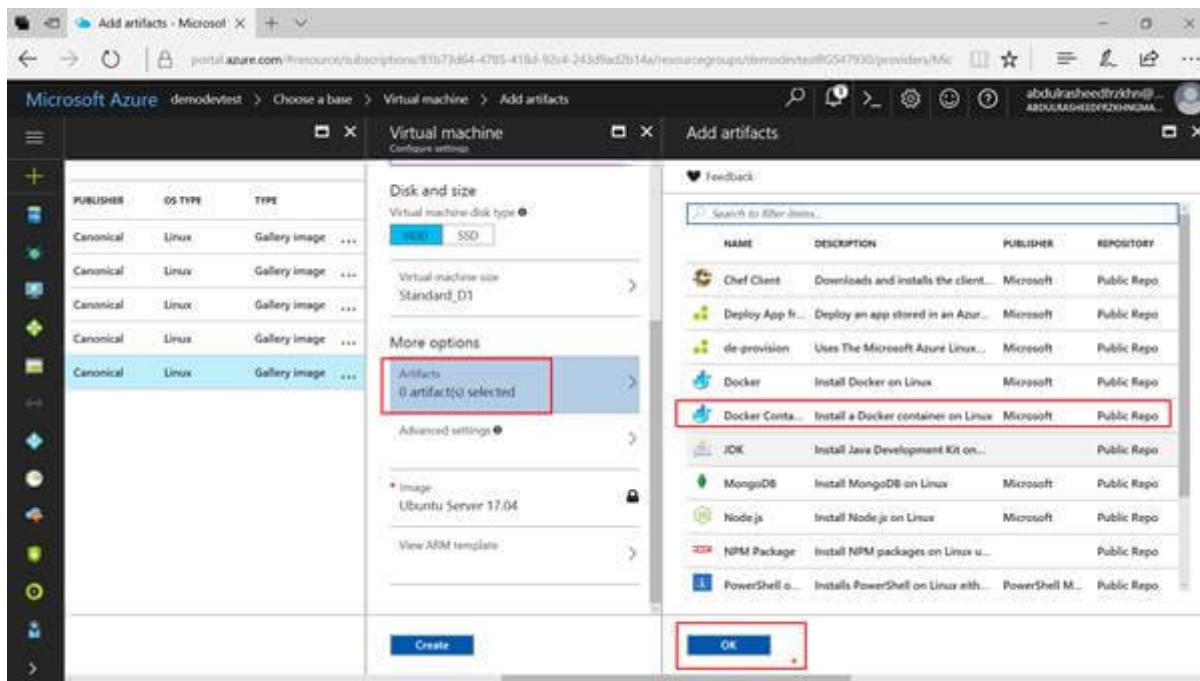 Add artifacts - Microsof
Microsoft Azure demodevtest > Choose a base > Virtual machine > Add artifacts
PUBLISHER OS TYPE TYPE
Canonical Linux Gallery image ...
Canonical Linux Gallery image ...
Canonical Linux Gallery image ...
Canonical Linux Gallery image ...
Canonical Linux Gallery image ...
Virtual machine
Configure settings
Disk and size
Virtual machine disk type
HDD SSD
Virtual machine size
Standard_D1
More options
Artifacts
0 artifact(s) selected
Advanced settings
* Image
Ubuntu Server 17.04
View ARM template
Create
Add artifacts
Feedback
Search to filter items...
NAME DESCRIPTION PUBLISHER REPOSITORY
Chef Client Downloads and installs the client... Microsoft Public Repo
Deploy App fr... Deploy an app stored in an Azur... Microsoft Public Repo
de-provision Uses The Microsoft Azure Linux... Microsoft Public Repo
Docker Install Docker on Linux Microsoft Public Repo
Docker Conta... Install a Docker container on Linux Microsoft Public Repo
JDK Install Java Development Kit on... Public Repo
MongoDB Install MongoDB on Linux Microsoft Public Repo
Node.js Install Node.js on Linux Microsoft Public Repo
NPM Package Install NPM packages on Linux u... Public Repo
PowerShell o... Installs PowerShell on Linux eith... PowerShell M... Public Repo
OK